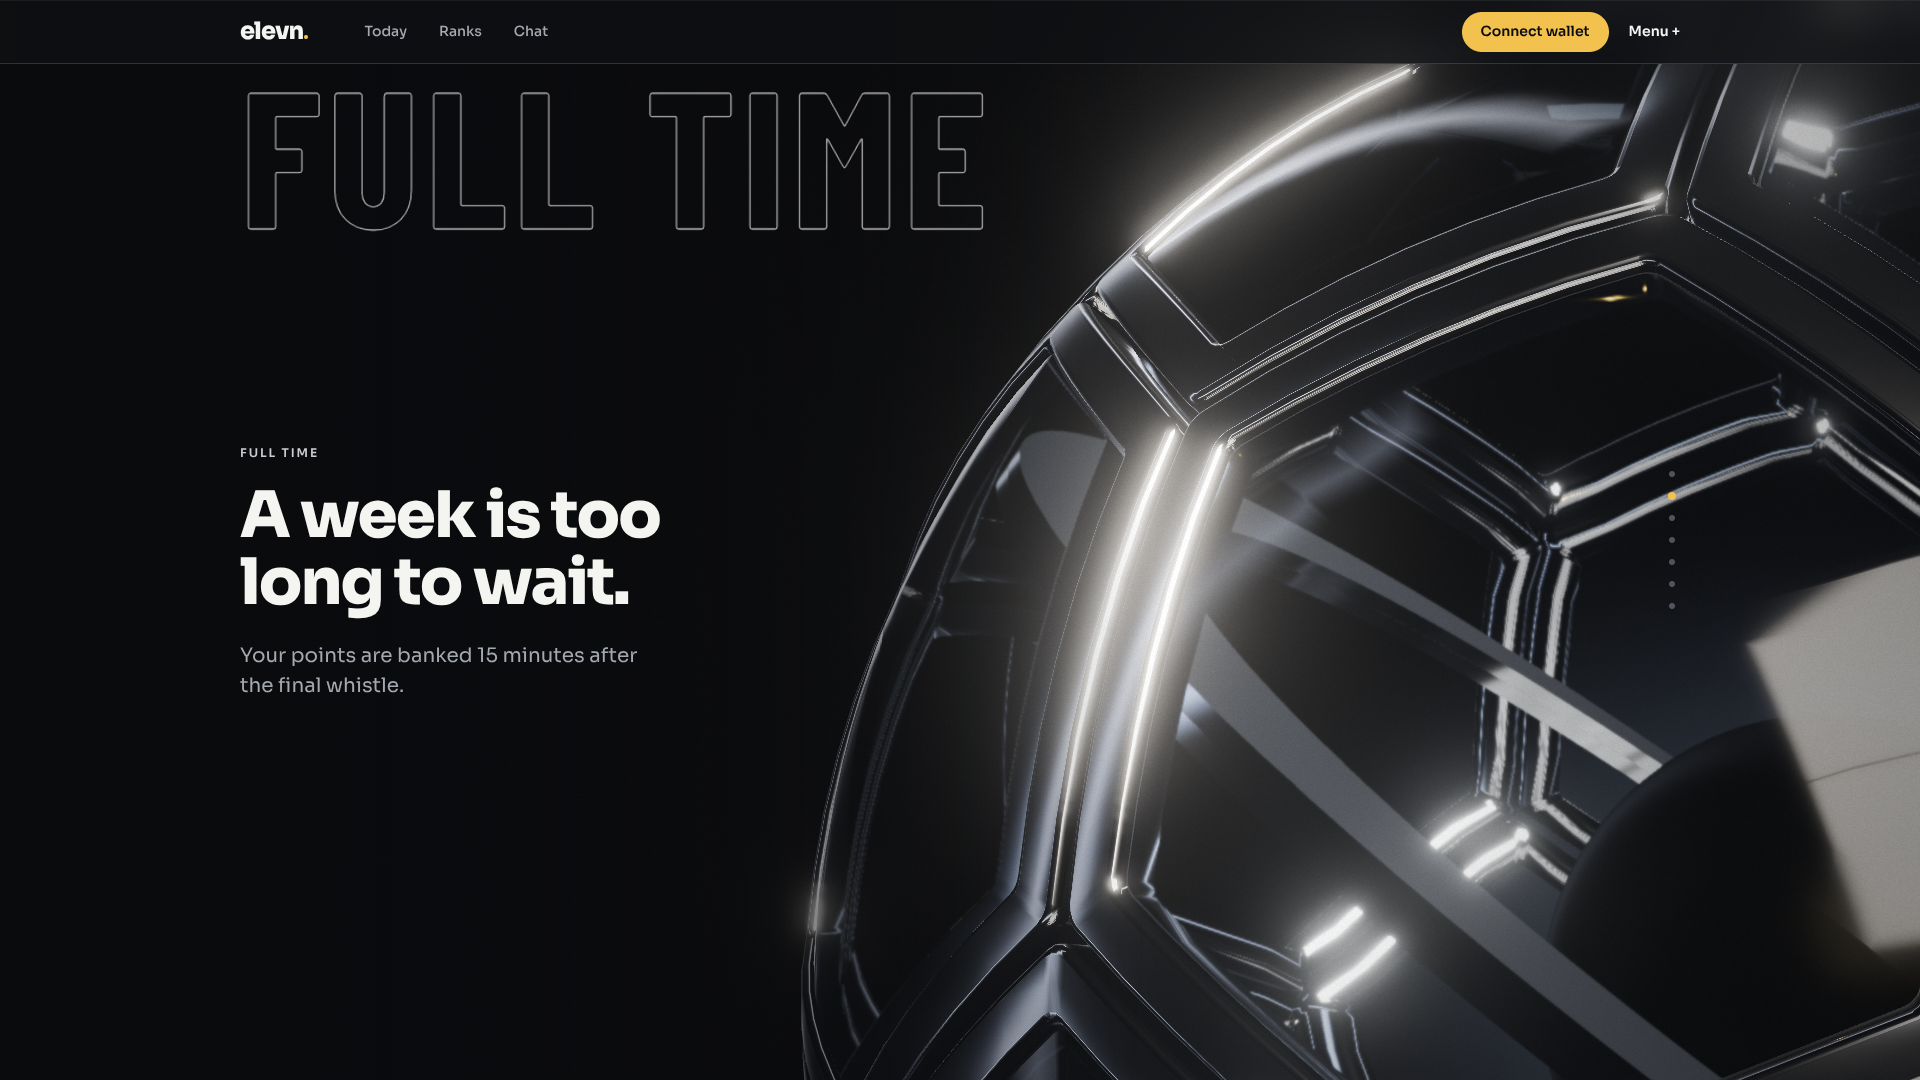 elevn.
Today
Ranks
Chat
Connect wallet
Menu +
FULL TIME
FULL TIME
A week is too
long to wait.
Your points are banked 15 minutes after
the final whistle.